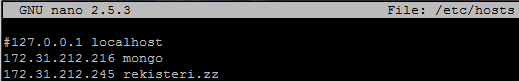 GNU nano 2.5.3 File: /etc/hosts
#127.0.0.1 localhost
172.31.212.216 mongo
172.31.212.245 rekisteri.zz